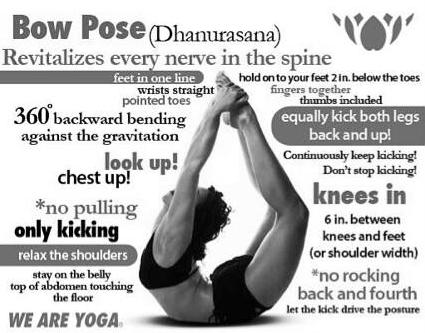 Bow Pose (Dhanurasana)
Revitalizes every nerve in the spine
feet in one line
wrists straight
pointed toes
360° backward bending
against the gravitation
look up!
chest up!
*no pulling
only kicking
relax the shoulders
stay on the belly
top of abdomen touching
the floor
WE ARE YOGA®
hold on to your feet 2 in. below the toes
fingers together
thumbs included
equally kick both legs
back and up!
Continuously keep kicking!
Don't stop kicking!
knees in
6 in. between
knees and feet
(or shoulder width)
*no rocking
back and fourth
let the kick drive the posture